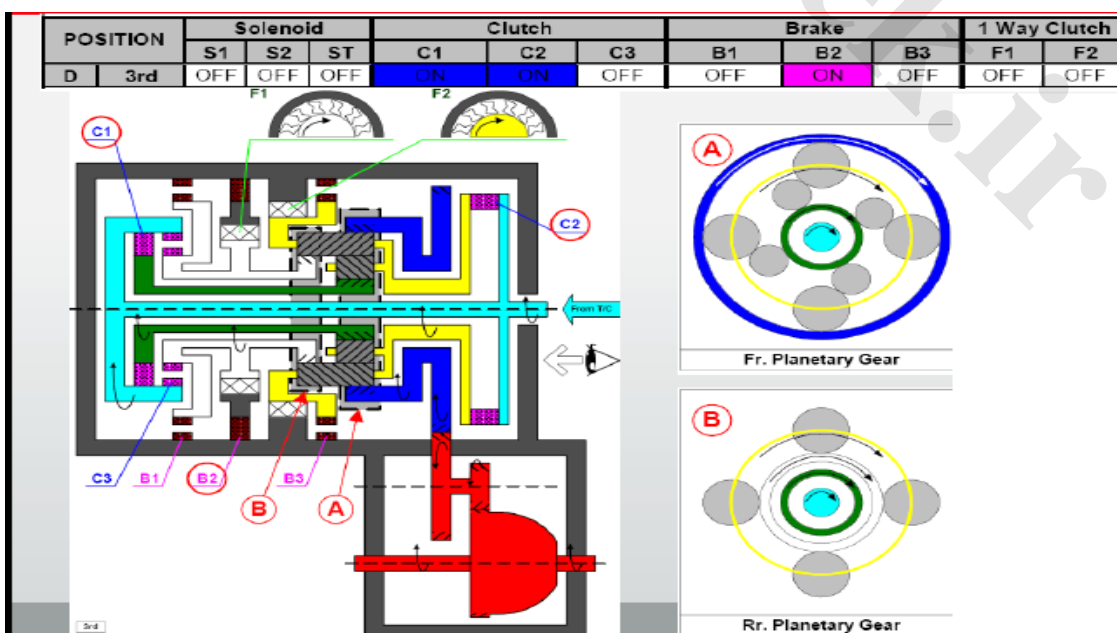 POSITION Solenoid Clutch Brake 1 Way Clutch
S1 S2 ST C1 C2 C3 B1 B2 B3 F1 F2
D 3rd OFF OFF OFF ON ON OFF OFF ON OFF OFF OFF
F1 F2
C1
C2
From T/C
C3 B1 B2 B3
B A
3rd
A
Fr. Planetary Gear
B
Rr. Planetary Gear
ck.ir